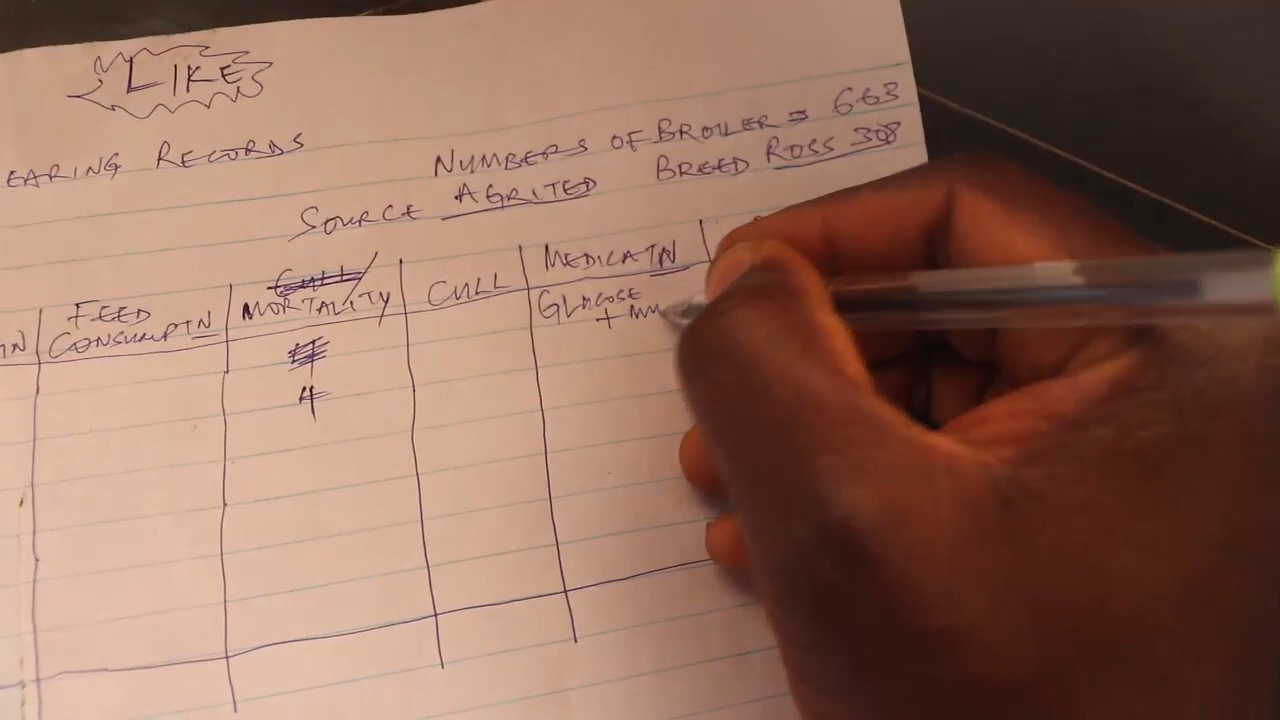 LIKE
EARING RECORDS
NUMBERS OF BROILER = 663
SOURCE AGRITED BREED ROSS 308
N FEED CONSUMPTN
MORTALITY
CULL
MEDICATN
GLUCOSE
+
4